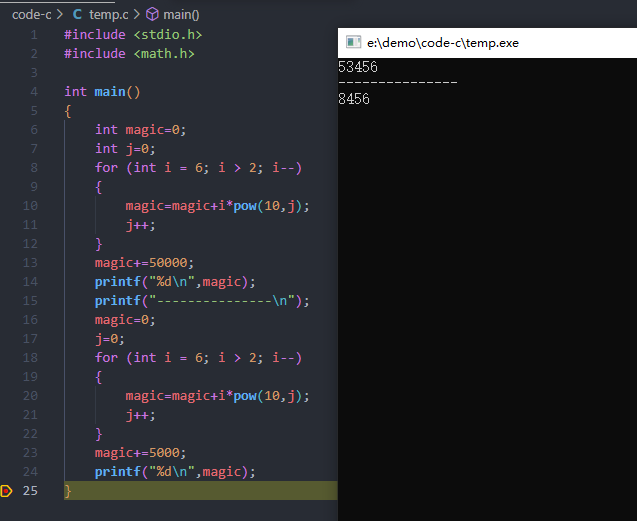 code-c > C temp.c > main()
e:\demo\code-c\temp.exe
1 #include <stdio.h>
2 #include <math.h>
3
4 int main()
5 {
6 int magic=0;
7 int j=0;
8 for (int i = 6; i > 2; i--)
9 {
10 magic=magic+i*pow(10,j);
11 j++;
12 }
13 magic+=50000;
14 printf("%d\n",magic);
15 printf("---------------\n");
16 magic=0;
17 j=0;
18 for (int i = 6; i > 2; i--)
19 {
20 magic=magic+i*pow(10,j);
21 j++;
22 }
23 magic+=5000;
24 printf("%d\n",magic);
25 }
53456
---------------
8456